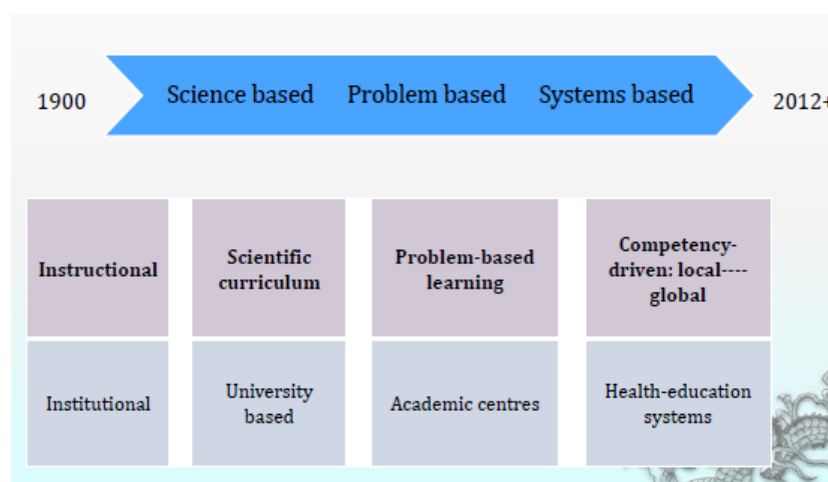 1900
Science based Problem based Systems based
2012+
Instructional
Scientific
curriculum
Problem-based
learning
Competency-
driven: local----
global
Institutional
University
based
Academic centres
Health-education
systems